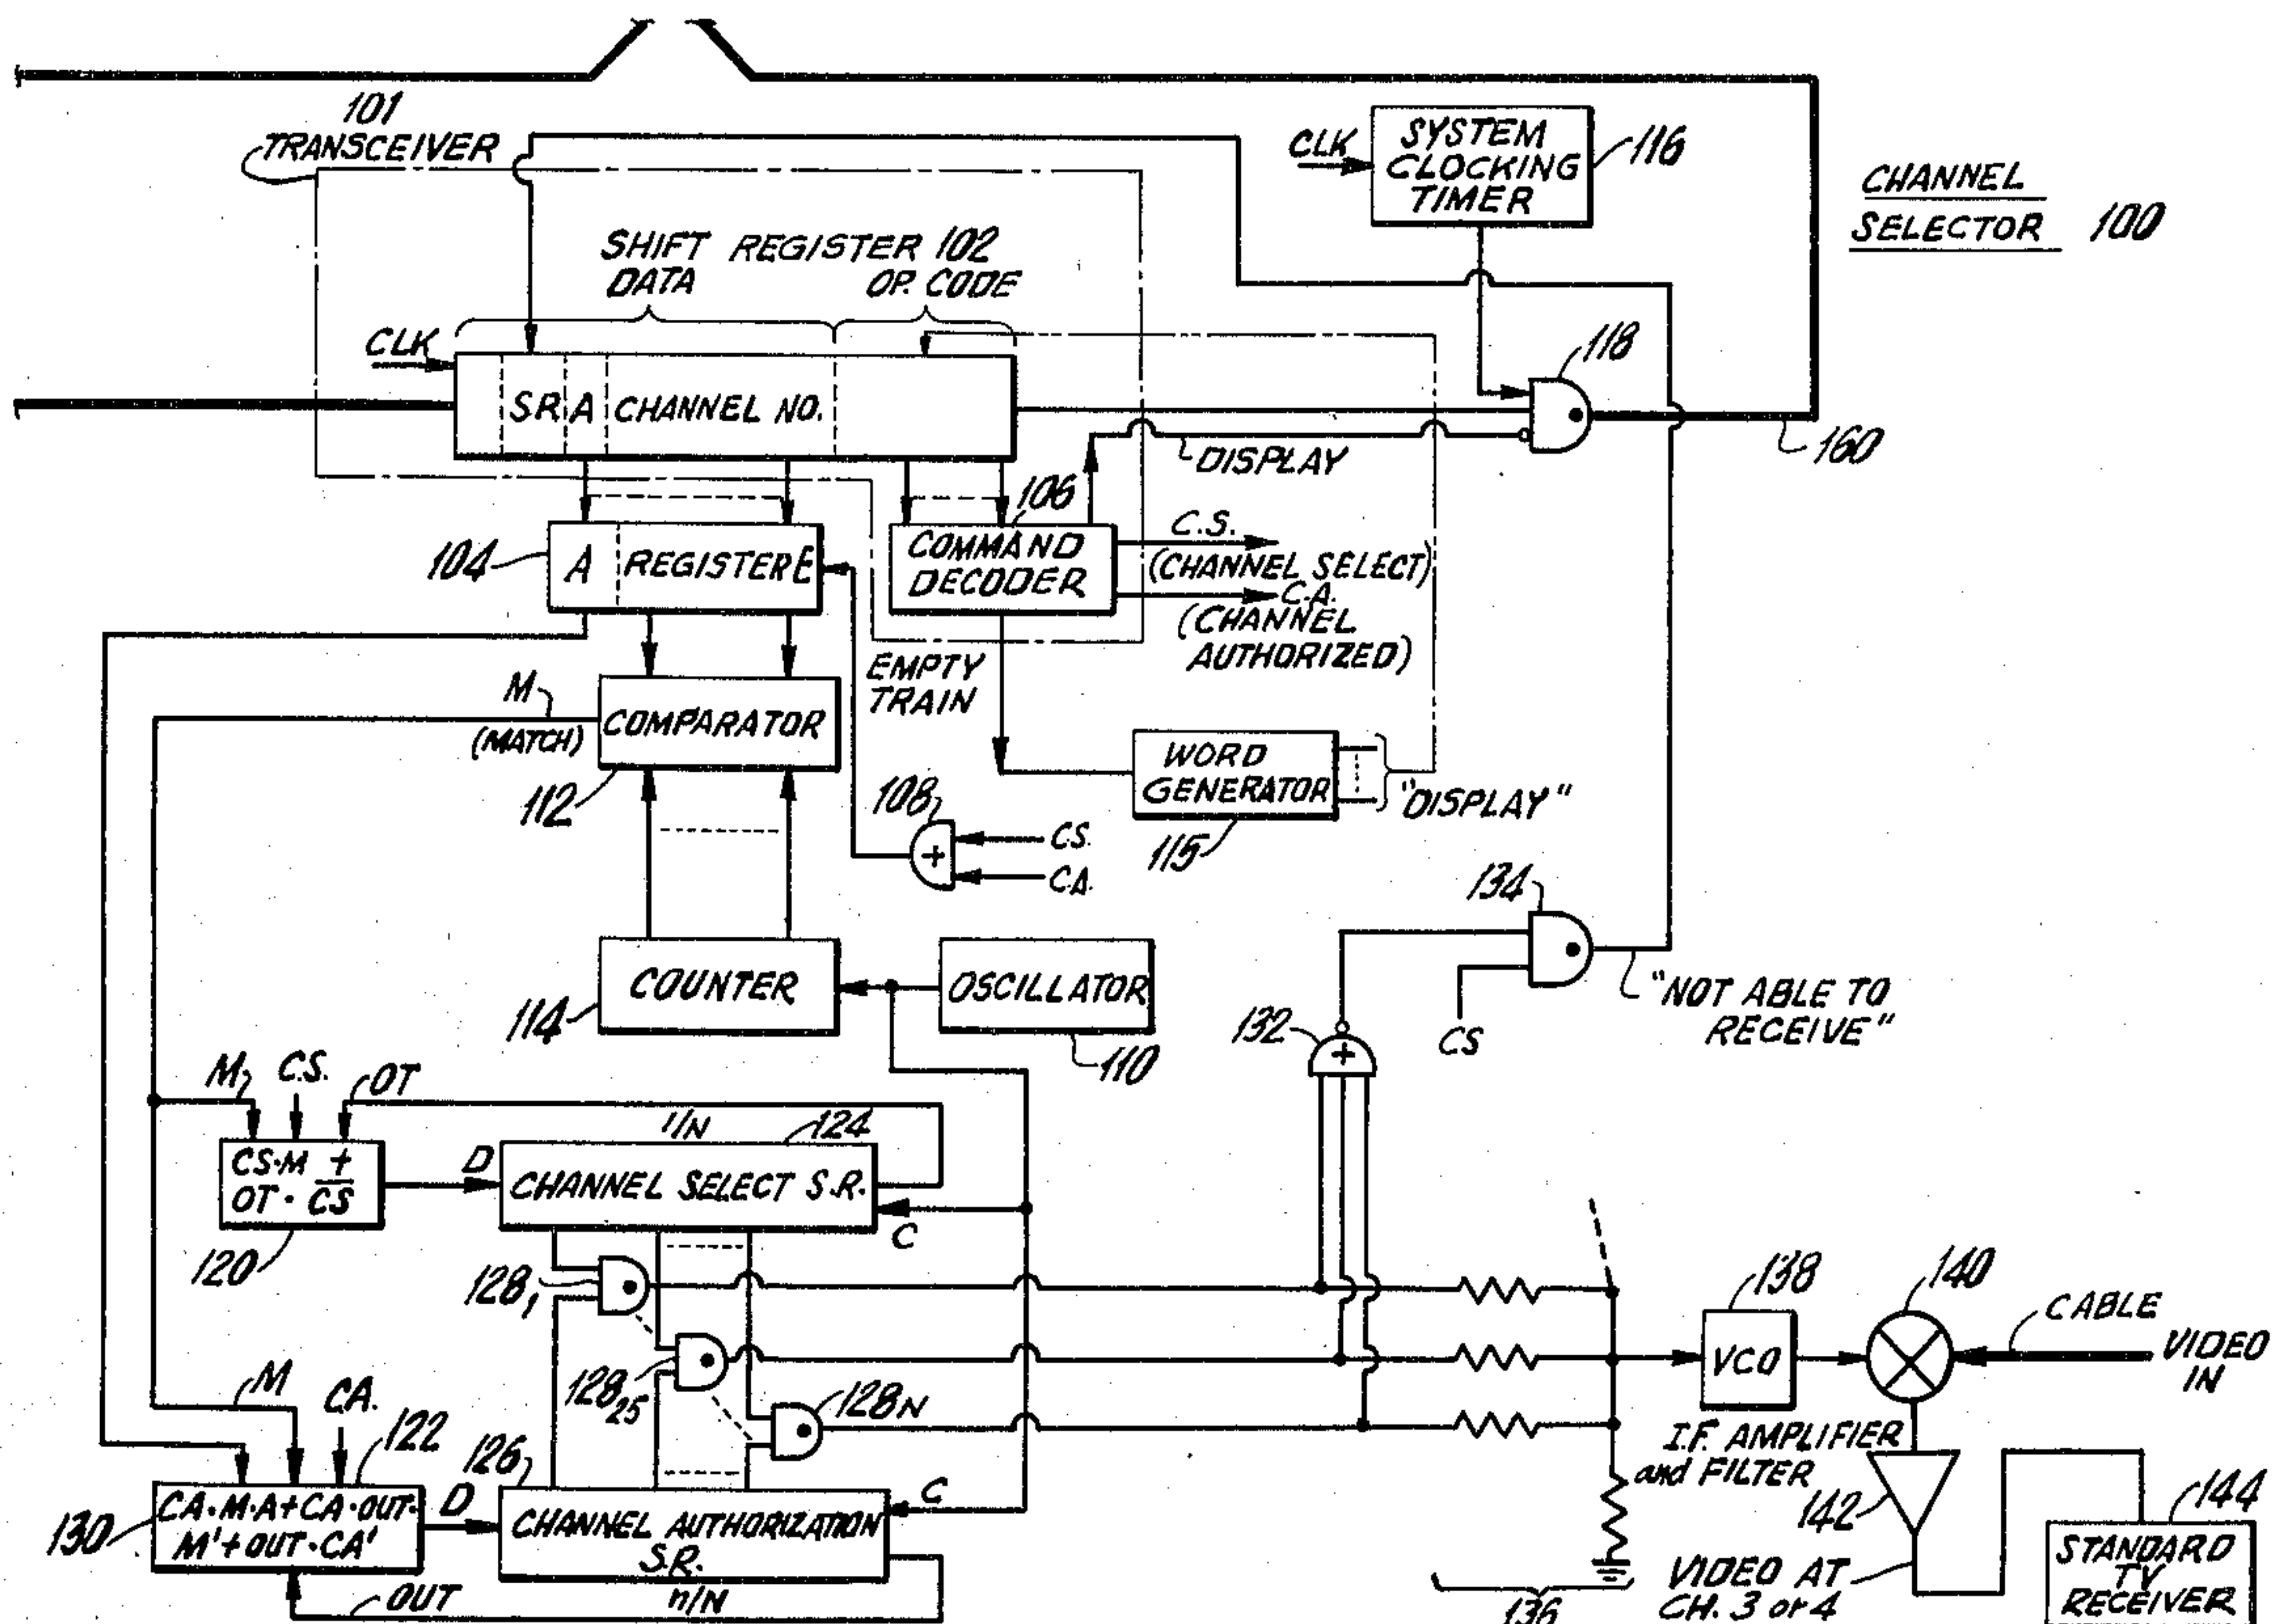 101
TRANSCEIVER
CLK
SYSTEM
CLOCKING
TIMER
116
CHANNEL
SELECTOR 100
SHIFT REGISTER 102
DATA
OP. CODE
CLK
S.R. A CHANNEL NO.
118
DISPLAY
160
104
A REGISTER E
106
COMMAND
DECODER
C.S.
(CHANNEL SELECT)
C.A.
(CHANNEL
AUTHORIZED)
EMPTY
TRAIN
M
(MATCH)
COMPARATOR
112
WORD
GENERATOR
"DISPLAY"
115
108
CS.
CA.
134
COUNTER
114
OSCILLATOR
110
132
CS
"NOT ABLE TO
RECEIVE"
M
C.S.
OT
1/N
124
CS·M +
OT·CS
120
D
CHANNEL SELECT S.R.
C
128 1
128 25
128 N
138
VCO
140
CABLE
VIDEO
IN
M
CA.
122
126
C
130
CA·M·A+CA·OUT·
M'+OUT·CA'
D
CHANNEL AUTHORIZATION
S.R.
OUT
n/N
136
I.F. AMPLIFIER
and FILTER
142
VIDEO AT
CH. 3 or 4
144
STANDARD
TV
RECEIVER